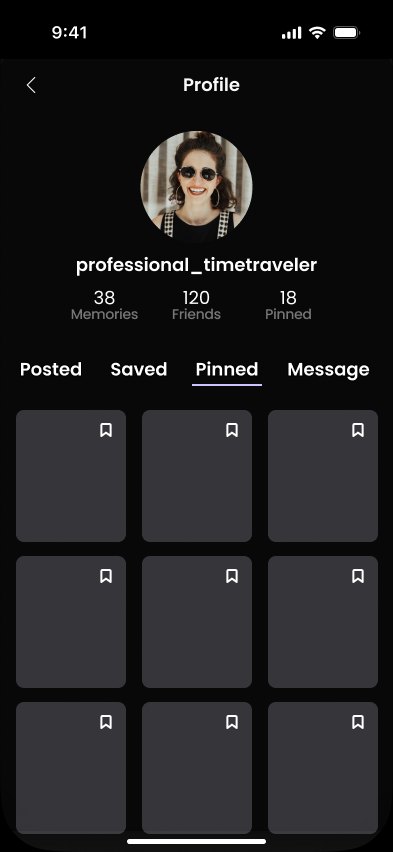 9:41
Profile
professional_timetraveler
38 120 18
Memories Friends Pinned
Posted Saved Pinned Message